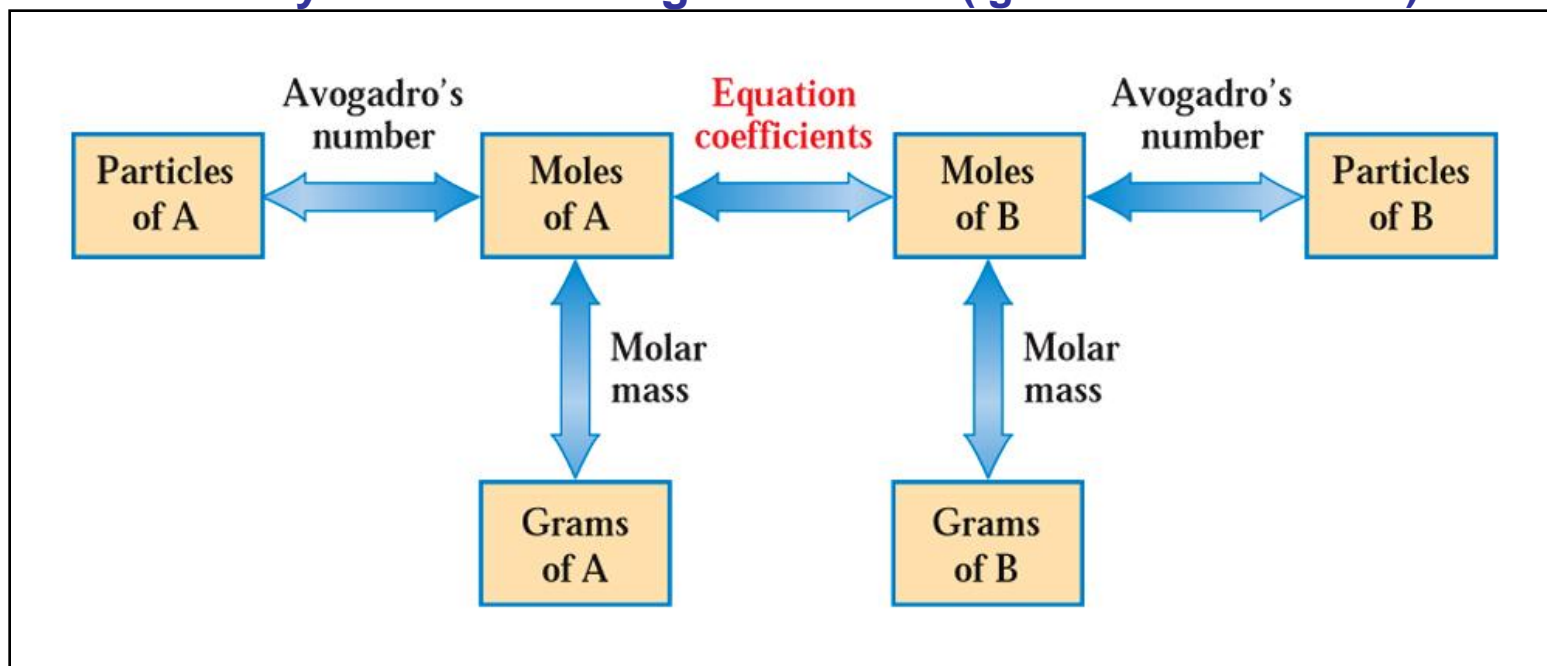 Avogadro's
number
Equation
coefficients
Avogadro's
number
Particles
of A
Moles
of A
Moles
of B
Particles
of B
Molar
mass
Molar
mass
Grams
of A
Grams
of B